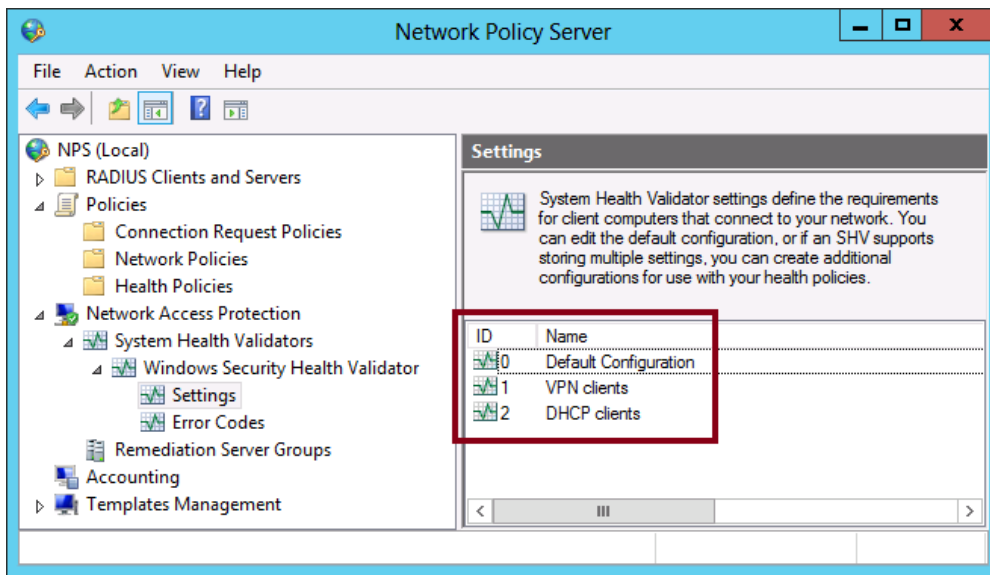 Network Policy Server
File Action View Help
NPS (Local)
RADIUS Clients and Servers
Policies
Connection Request Policies
Network Policies
Health Policies
Network Access Protection
System Health Validators
Windows Security Health Validator
Settings
Error Codes
Remediation Server Groups
Accounting
Templates Management
Settings
System Health Validator settings define the requirements
for client computers that connect to your network. You
can edit the default configuration, or if an SHV supports
storing multiple settings, you can create additional
configurations for use with your health policies.
ID Name
0 Default Configuration
1 VPN clients
2 DHCP clients